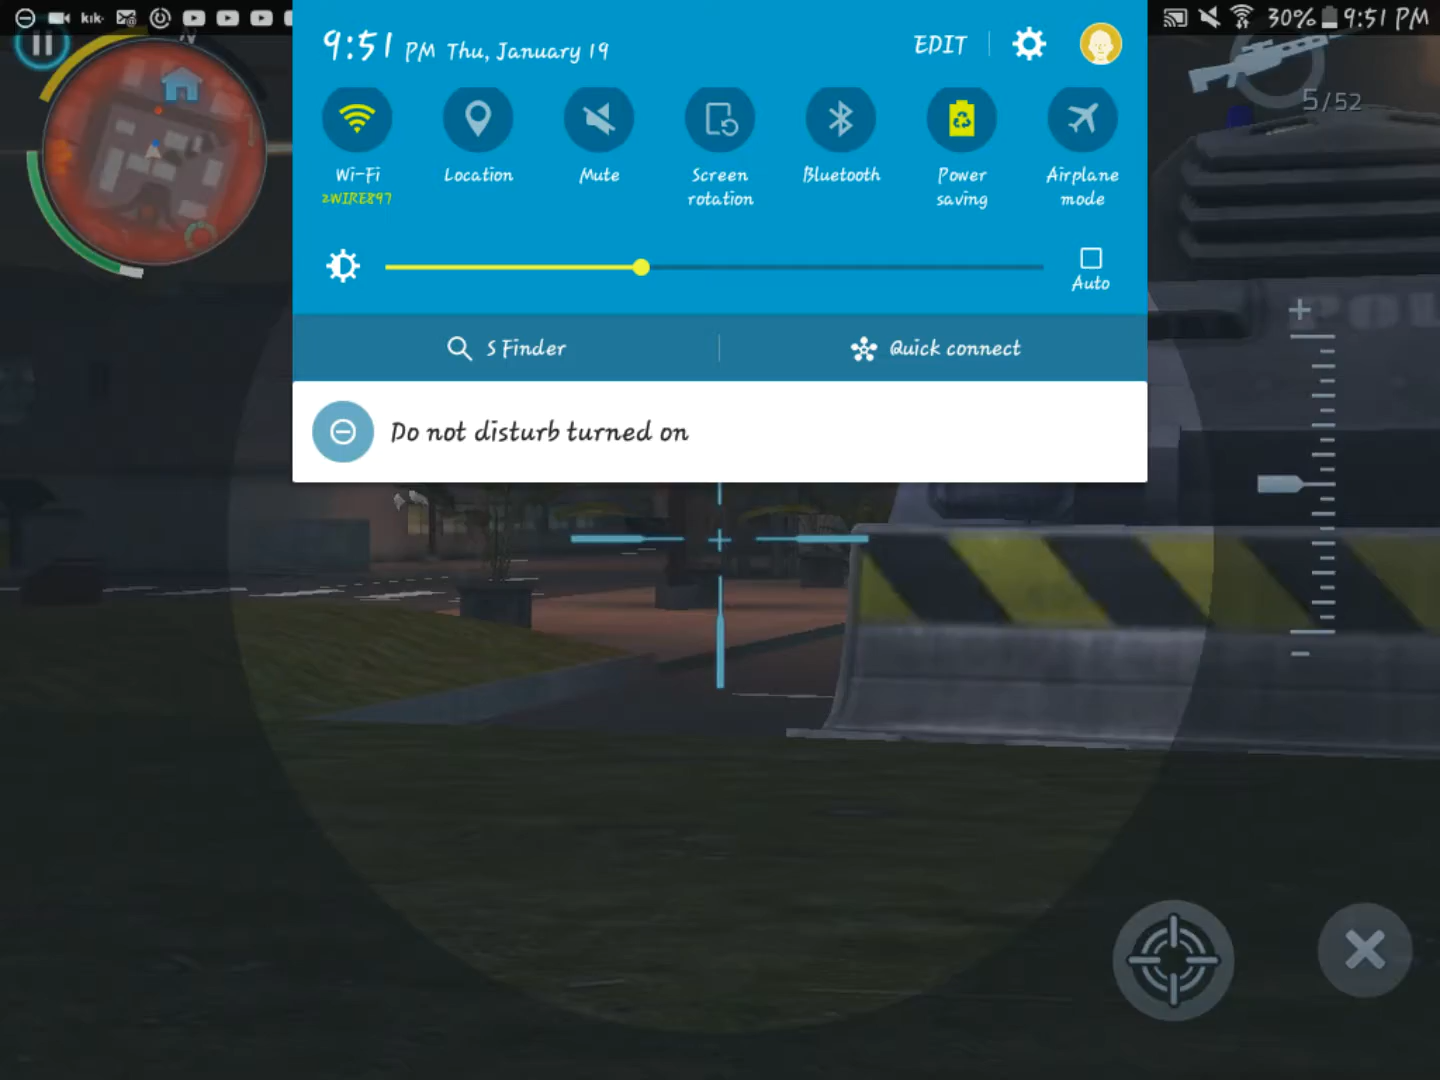 kik
30% 9:51 PM
9:51 PM Thu, January 19
EDIT
Wi-Fi
2WIRE897
Location
Mute
Screen rotation
Bluetooth
Power saving
Airplane mode
Auto
S Finder
Quick connect
Do not disturb turned on
N
5/52
POL